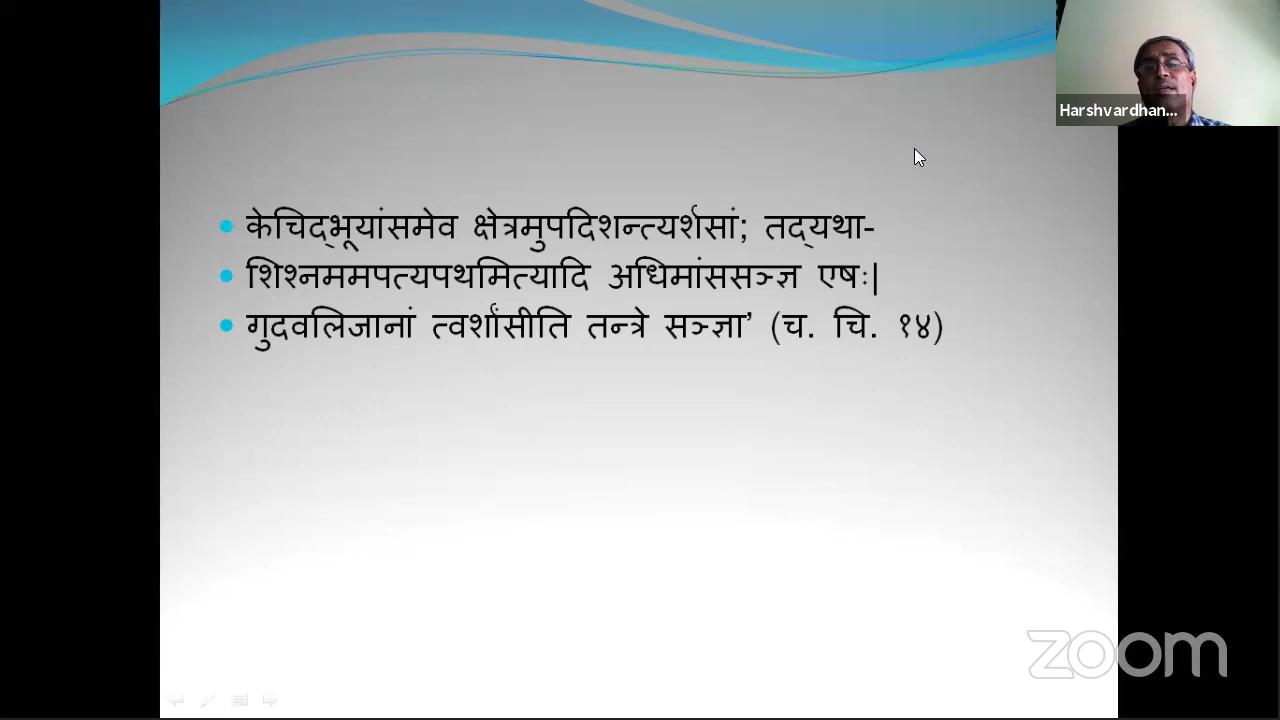 Harshvardhan...
केचिद्भूयांसमेव क्षेत्रमुपदिशन्त्यर्शसां; तद्यथा-
शिश्नममपत्यपथमित्यादि अधिमांससञ्ज्ञ एषः|
गुदवलिजानां त्वर्शांसीति तन्त्रे सञ्ज्ञा’ (च. चि. १४)
zoom